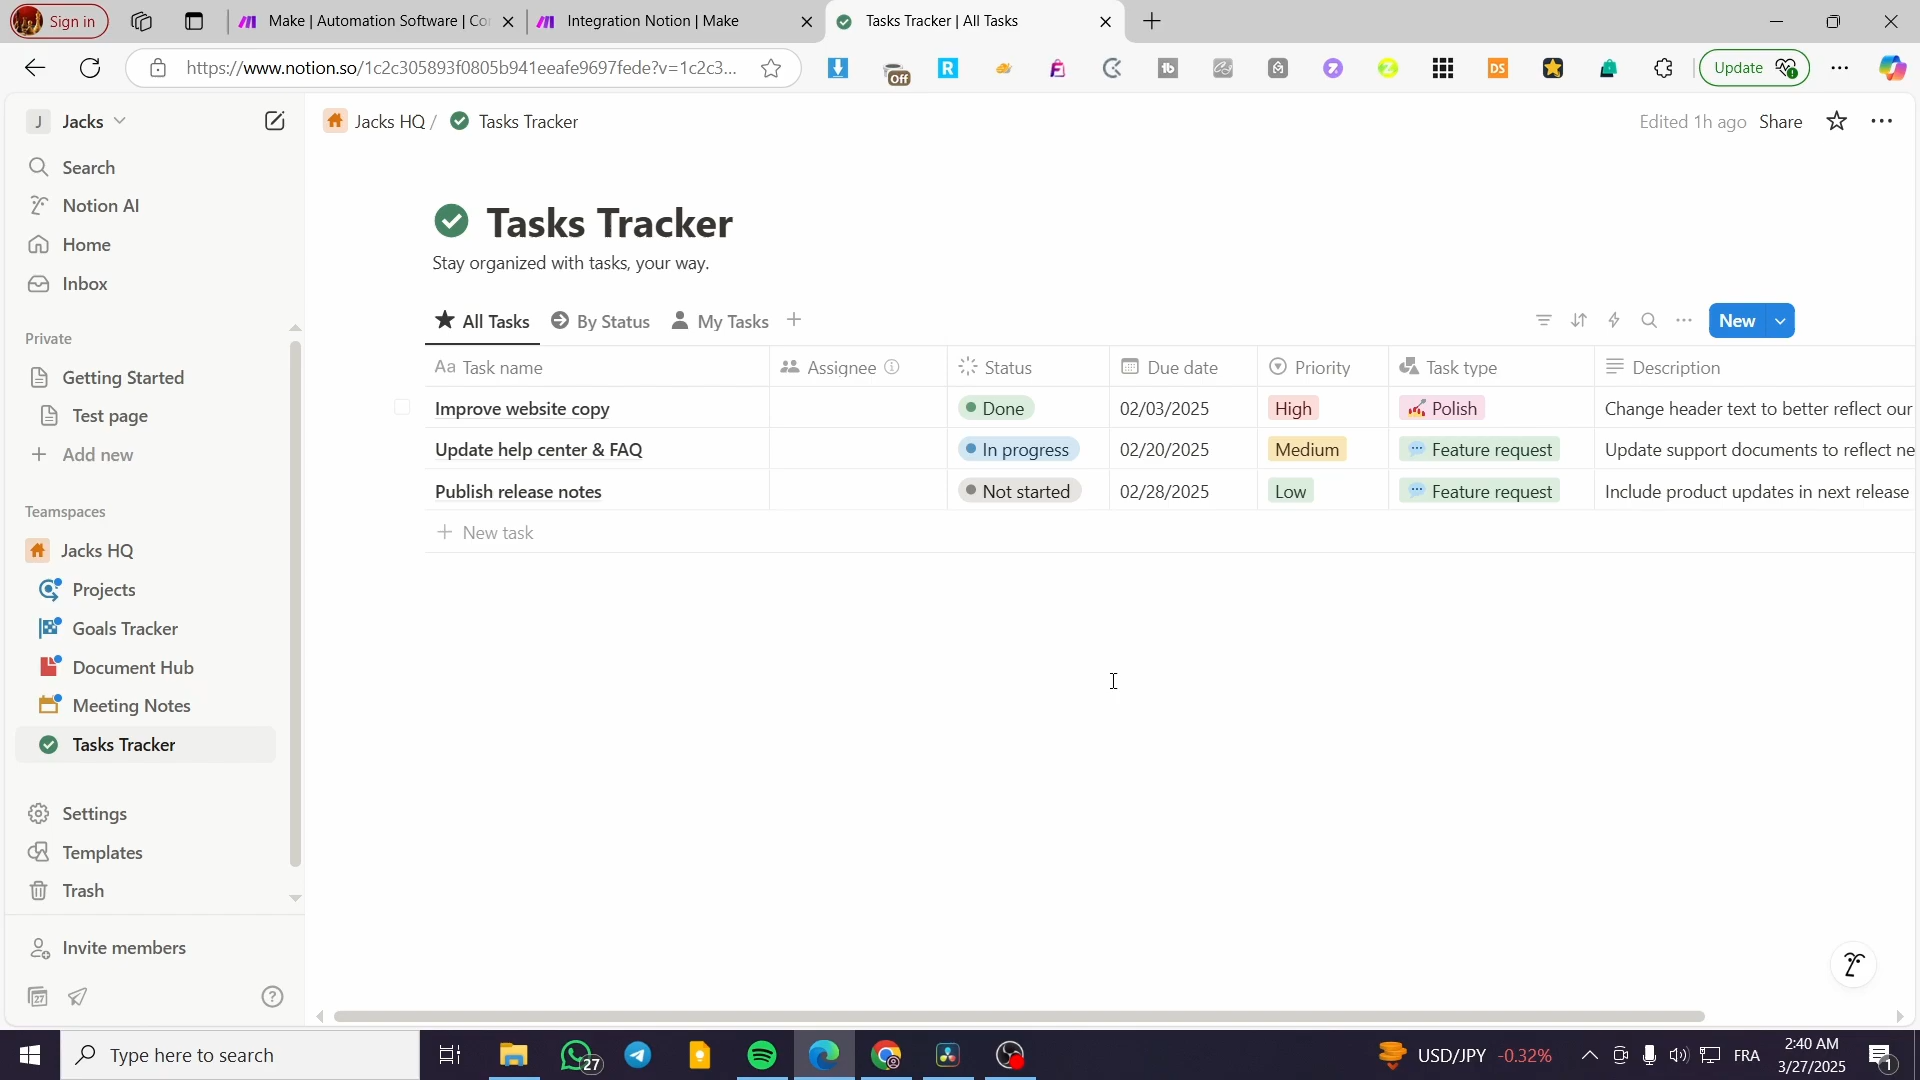 Sign in
Make | Automation Software | Co
Integration Notion | Make
Tasks Tracker | All Tasks
https://www.notion.so/1c2c305893f0805b941eeafe9697fede?v=1c2c3...
Off
Update
J Jacks
Jacks HQ / Tasks Tracker
Edited 1h ago Share
Search
Notion AI
Home
Inbox
Private
Getting Started
Test page
Add new
Teamspaces
Jacks HQ
Projects
Goals Tracker
Document Hub
Meeting Notes
Tasks Tracker
Settings
Templates
Trash
Invite members
27
Tasks Tracker
Stay organized with tasks, your way.
All Tasks By Status My Tasks
New
Aa Task name Assignee Status Due date Priority Task type Description
Improve website copy Done 02/03/2025 High Polish Change header text to better reflect our
Update help center & FAQ In progress 02/20/2025 Medium Feature request Update support documents to reflect ne
Publish release notes Not started 02/28/2025 Low Feature request Include product updates in next release
New task
Type here to search
27
USD/JPY -0.32%
FRA
2:40 AM
3/27/2025
1